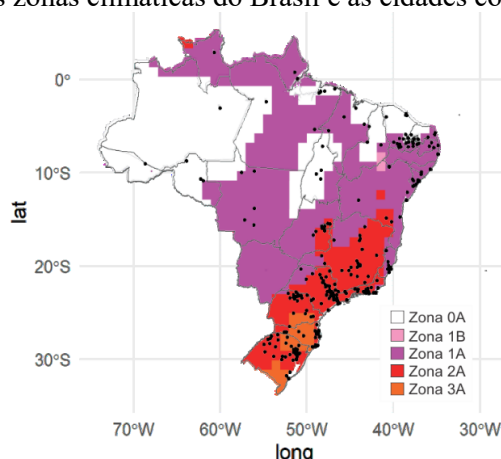 s zonas climáticas do Brasil e as cidades co
0°
10°S
20°S
30°S
lat
Zona 0A
Zona 1B
Zona 1A
Zona 2A
Zona 3A
70°W 60°W 50°W 40°W 30°W
long